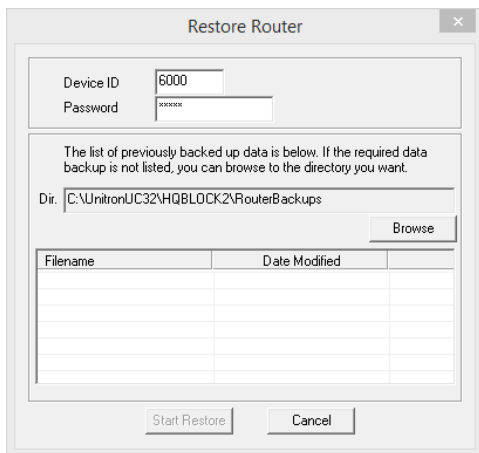 Restore Router
Device ID 6000
Password xxxxx
The list of previously backed up data is below. If the required data
backup is not listed, you can browse to the directory you want.
Dir. C:\UnitronUC32\HQBLOCK2\RouterBackups
Browse
Filename Date Modified
Start Restore Cancel